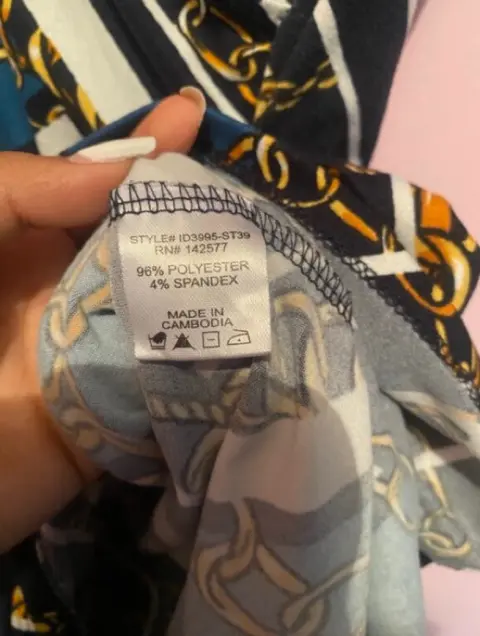 STYLE# ID3995-ST39
RN# 142577
96% POLYESTER
4% SPANDEX
MADE IN
CAMBODIA